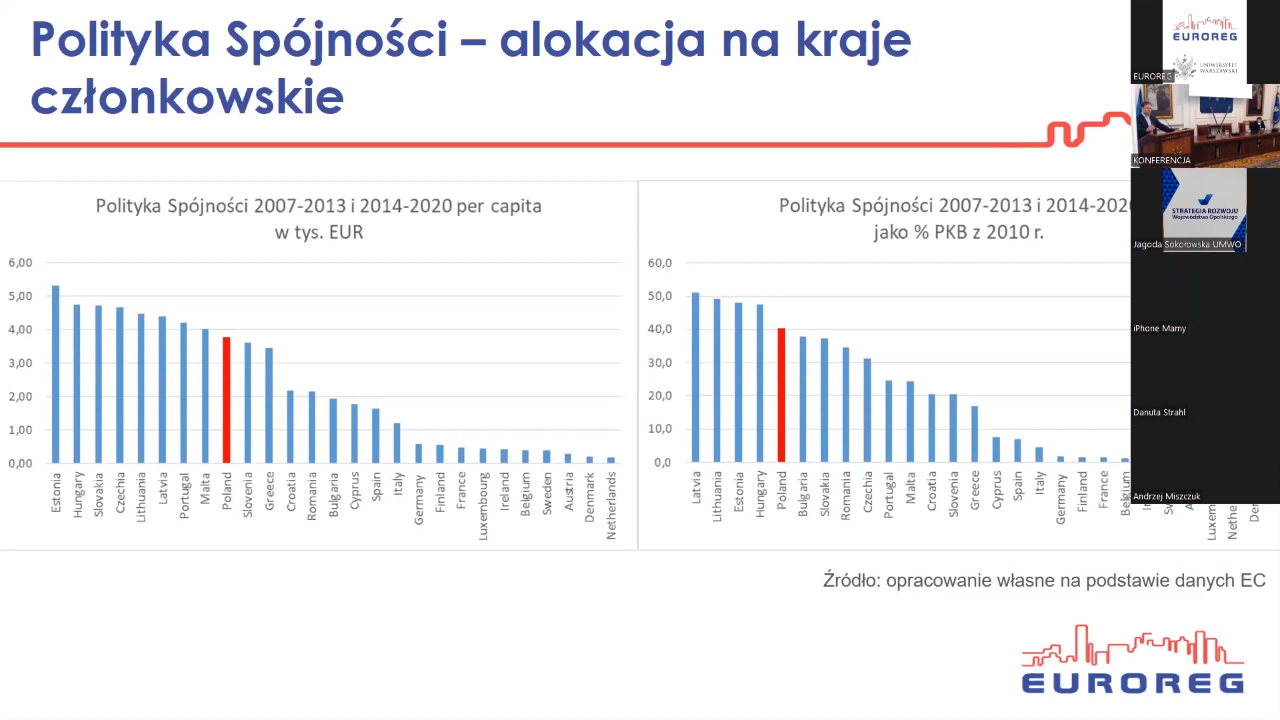 Polityka Spójności – alokacja na kraje
członkowskie
Polityka Spójności 2007-2013 i 2014-2020 per capita
w tys. EUR
6,00
5,00
4,00
3,00
2,00
1,00
0,00
Estonia
Hungary
Slovakia
Czechia
Lithuania
Latvia
Portugal
Malta
Poland
Slovenia
Greece
Croatia
Romania
Bulgaria
Cyprus
Spain
Italy
Germany
Finland
France
Luxembourg
Ireland
Belgium
Sweden
Austria
Denmark
Netherlands
Polityka Spójności 2007-2013 i 2014-202
jako % PKB z 2010 r.
60,0
50,0
40,0
30,0
20,0
10,0
0,0
Latvia
Lithuania
Estonia
Hungary
Poland
Bulgaria
Slovakia
Romania
Czechia
Portugal
Malta
Croatia
Slovenia
Greece
Cyprus
Spain
Italy
Germany
Finland
France
Belgium
Źródło: opracowanie własne na podstawie danych EC
EUROREG
EUROREG
UNIWERSYTET
WARSZAWSKI
EUROREG
KONFERENCJA
STRATEGIA ROZWOJU
Województwa Opolskiego
Jagoda Sokołowska UMWO
iPhone Mamy
Danuta Strahl
Andrzej Miszczuk